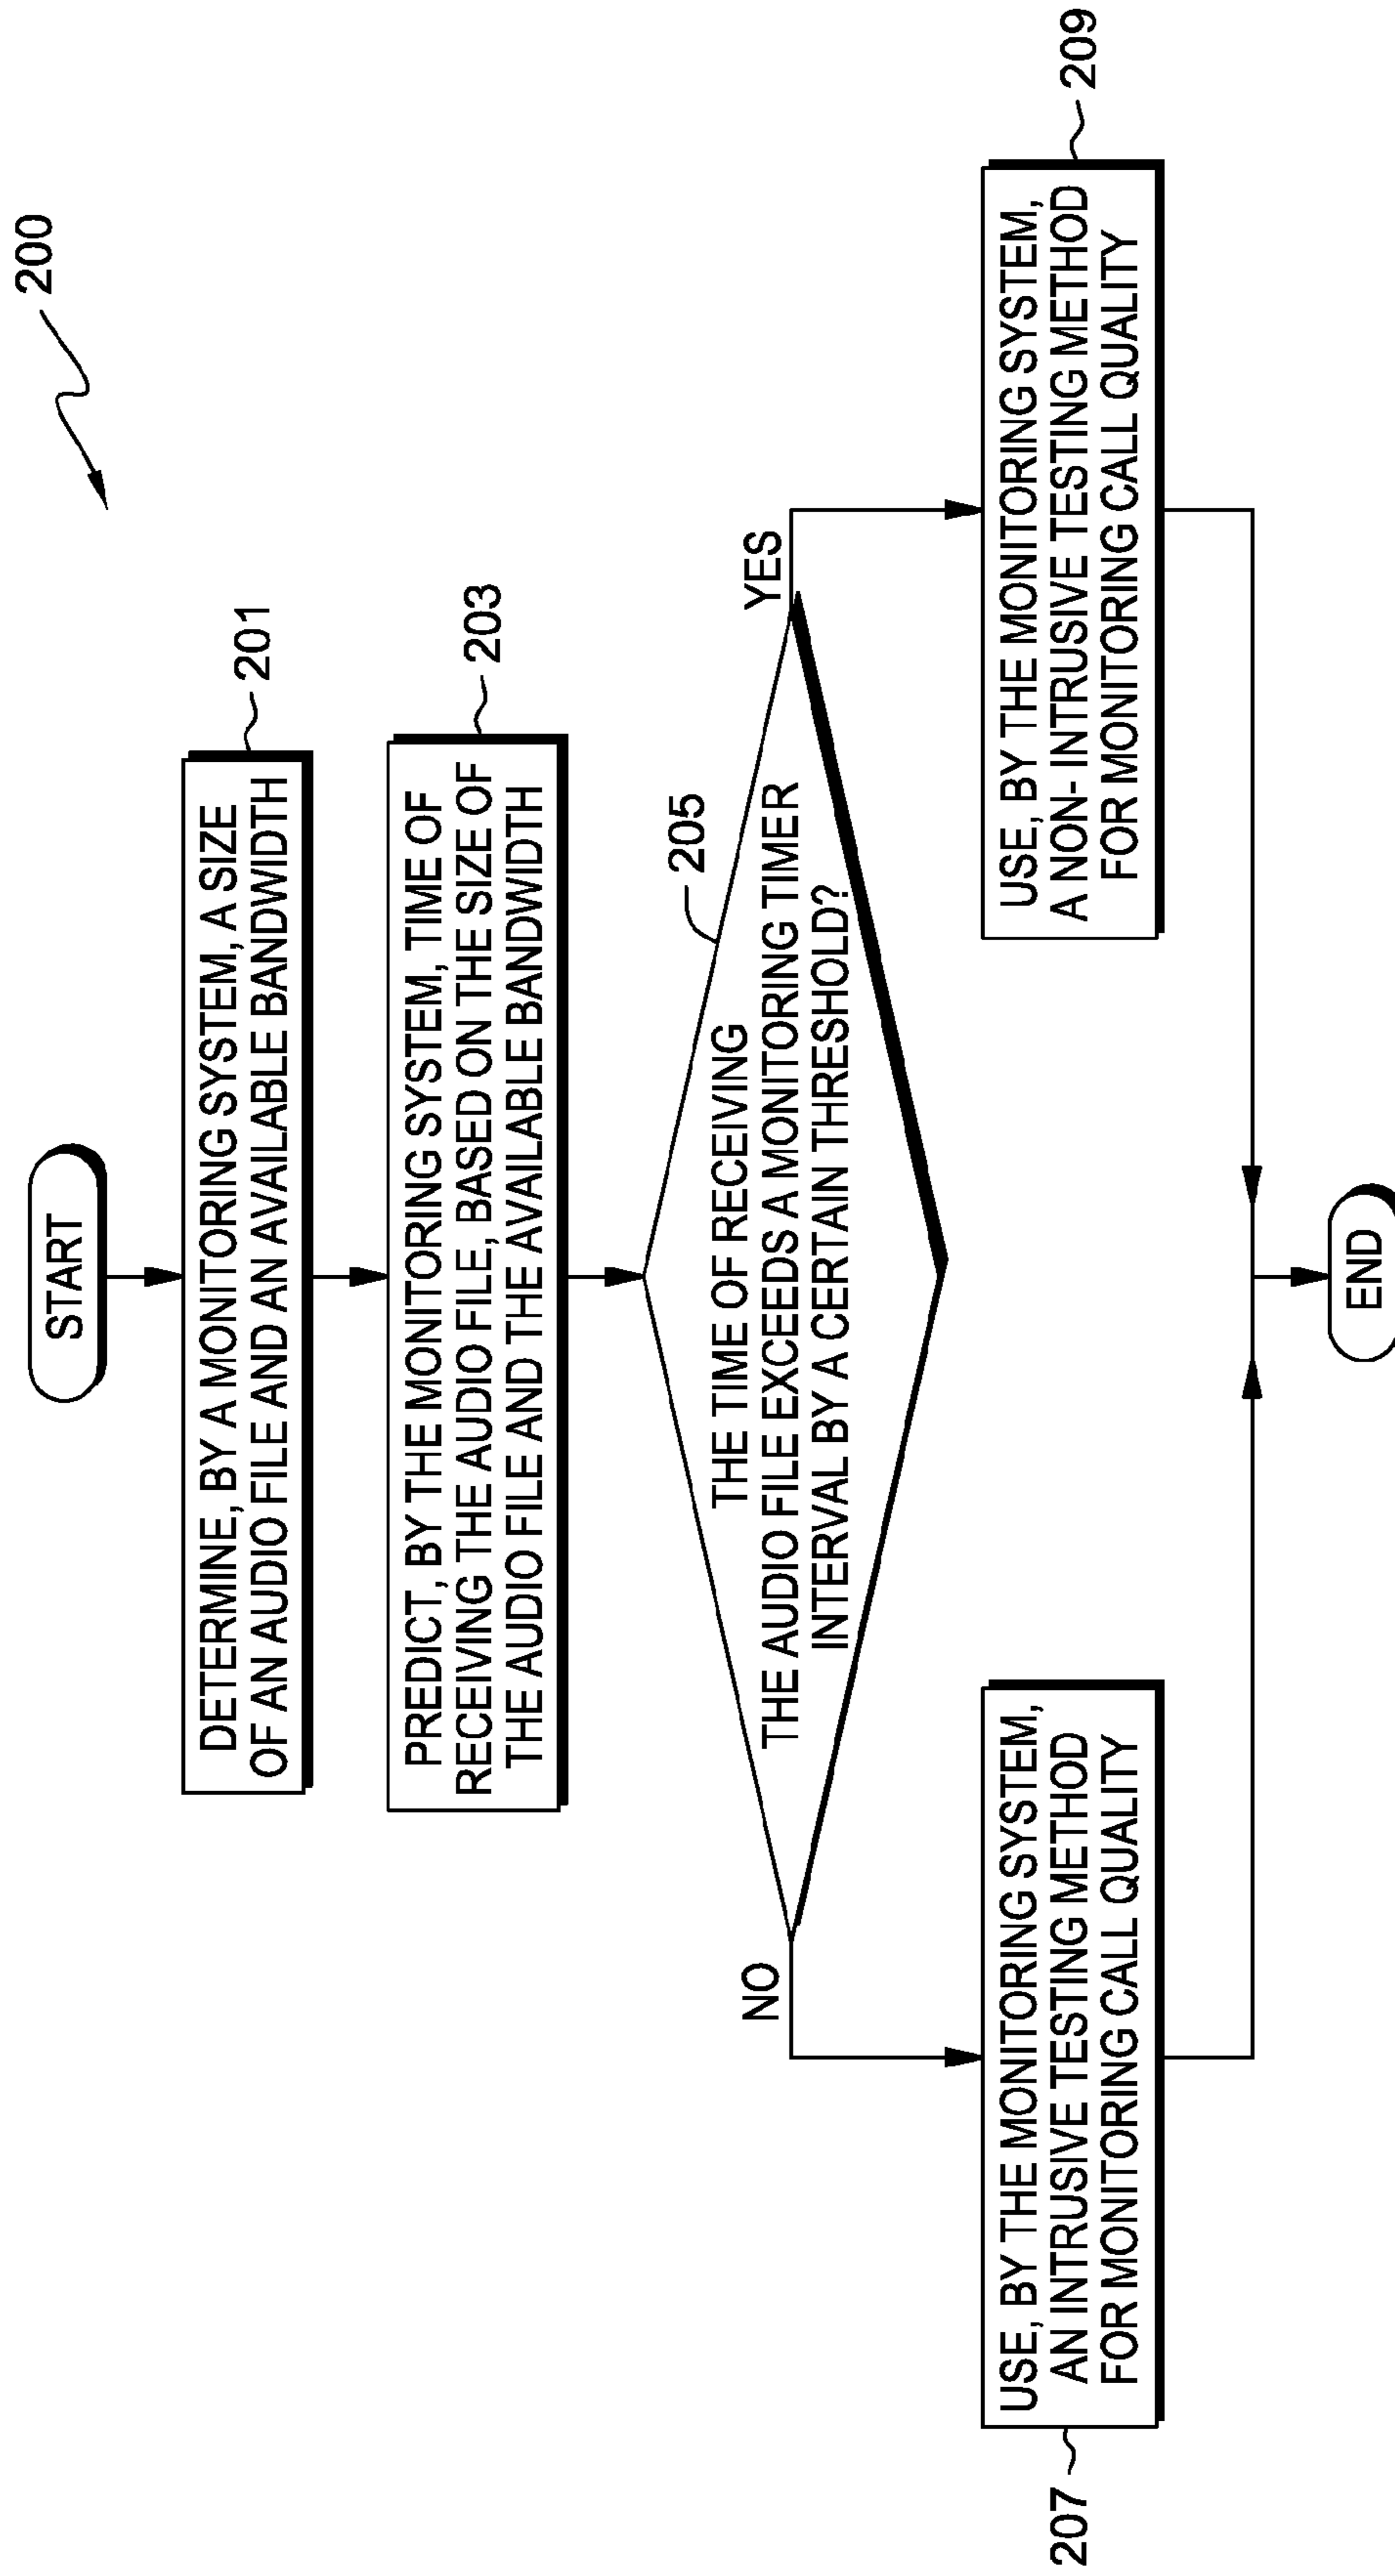 200
START
DETERMINE, BY A MONITORING SYSTEM, A SIZE
OF AN AUDIO FILE AND AN AVAILABLE BANDWIDTH
201
PREDICT, BY THE MONITORING SYSTEM, TIME OF
RECEIVING THE AUDIO FILE, BASED ON THE SIZE OF
THE AUDIO FILE AND THE AVAILABLE BANDWIDTH
203
205
THE TIME OF RECEIVING
THE AUDIO FILE EXCEEDS A MONITORING TIMER
INTERVAL BY A CERTAIN THRESHOLD?
NO
YES
USE, BY THE MONITORING SYSTEM,
AN INTRUSIVE TESTING METHOD
FOR MONITORING CALL QUALITY
207
USE, BY THE MONITORING SYSTEM,
A NON- INTRUSIVE TESTING METHOD
FOR MONITORING CALL QUALITY
209
END